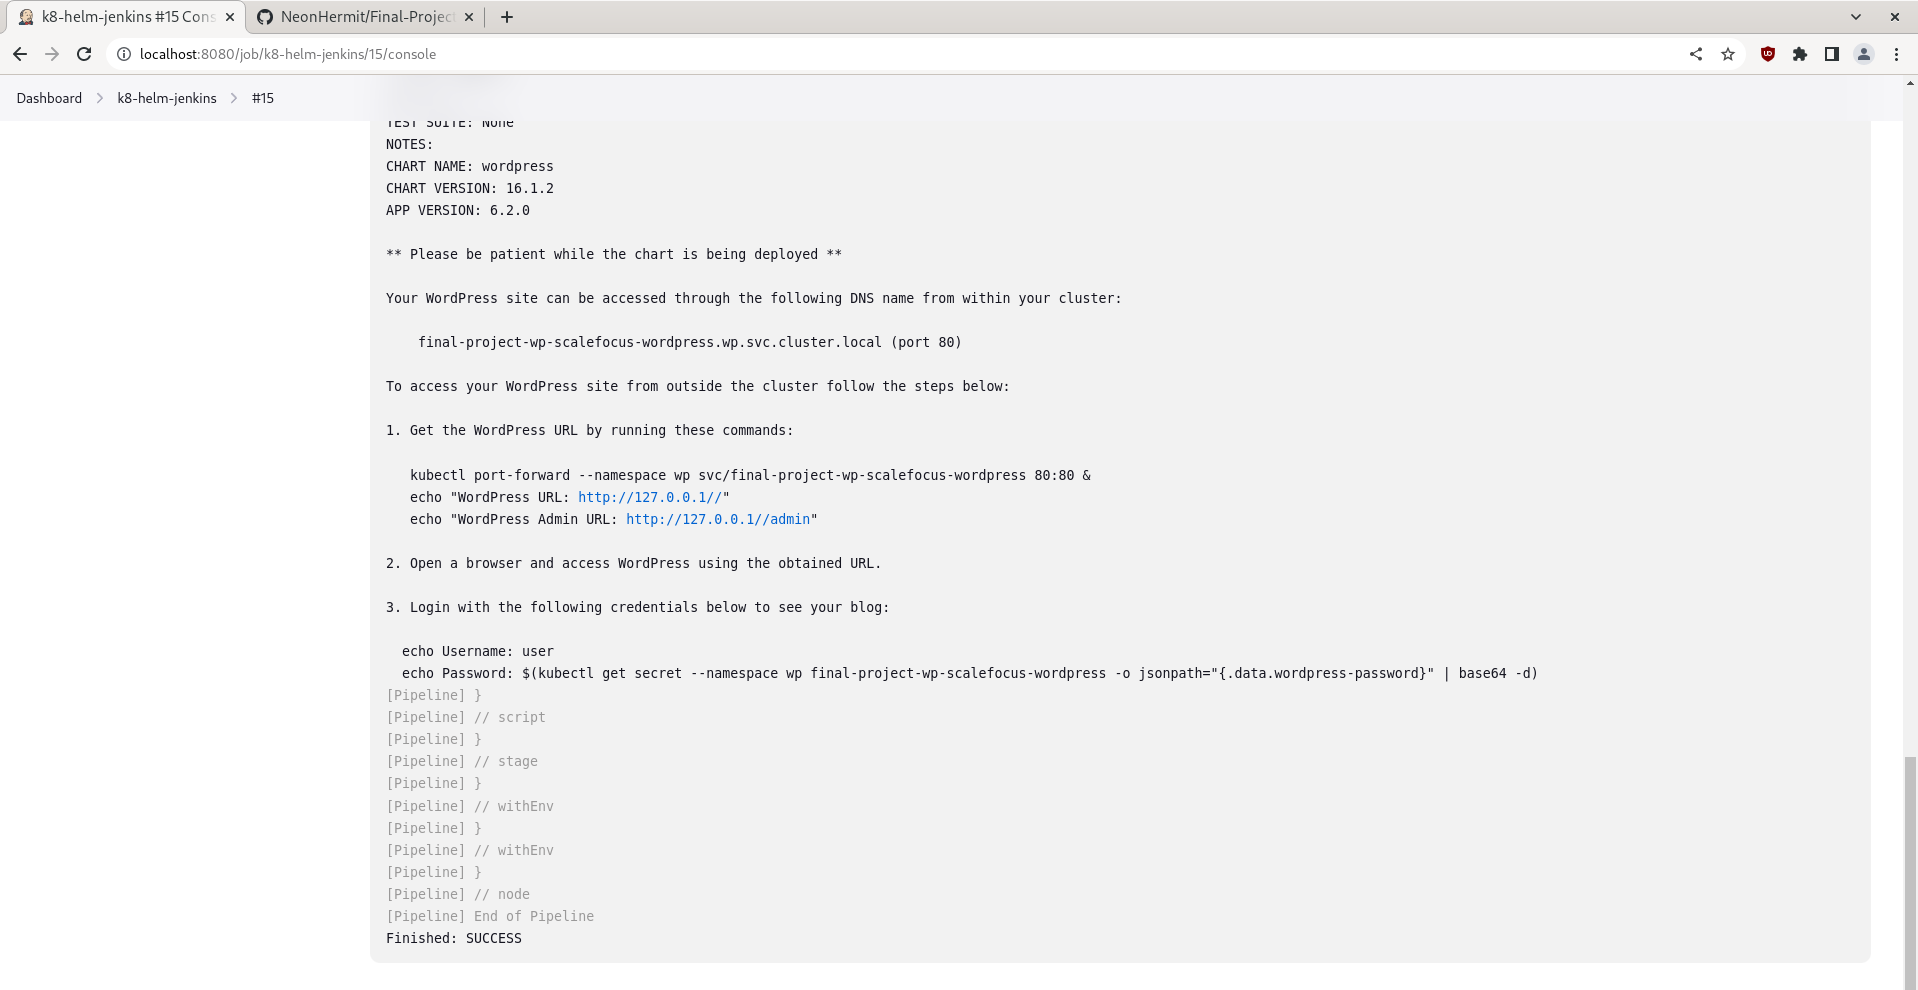 k8-helm-jenkins #15 Cons
NeonHermit/Final-Project
localhost:8080/job/k8-helm-jenkins/15/console
Dashboard > k8-helm-jenkins > #15
TEST SUITE: None
NOTES:
CHART NAME: wordpress
CHART VERSION: 16.1.2
APP VERSION: 6.2.0
** Please be patient while the chart is being deployed **
Your WordPress site can be accessed through the following DNS name from within your cluster:
final-project-wp-scalefocus-wordpress.wp.svc.cluster.local (port 80)
To access your WordPress site from outside the cluster follow the steps below:
1. Get the WordPress URL by running these commands:
kubectl port-forward --namespace wp svc/final-project-wp-scalefocus-wordpress 80:80 &
echo "WordPress URL: http://127.0.0.1//"
echo "WordPress Admin URL: http://127.0.0.1//admin"
2. Open a browser and access WordPress using the obtained URL.
3. Login with the following credentials below to see your blog:
echo Username: user
echo Password: $(kubectl get secret --namespace wp final-project-wp-scalefocus-wordpress -o jsonpath="{.data.wordpress-password}" | base64 -d)
[Pipeline] }
[Pipeline] // script
[Pipeline] }
[Pipeline] // stage
[Pipeline] }
[Pipeline] // withEnv
[Pipeline] }
[Pipeline] // withEnv
[Pipeline] }
[Pipeline] // node
[Pipeline] End of Pipeline
Finished: SUCCESS